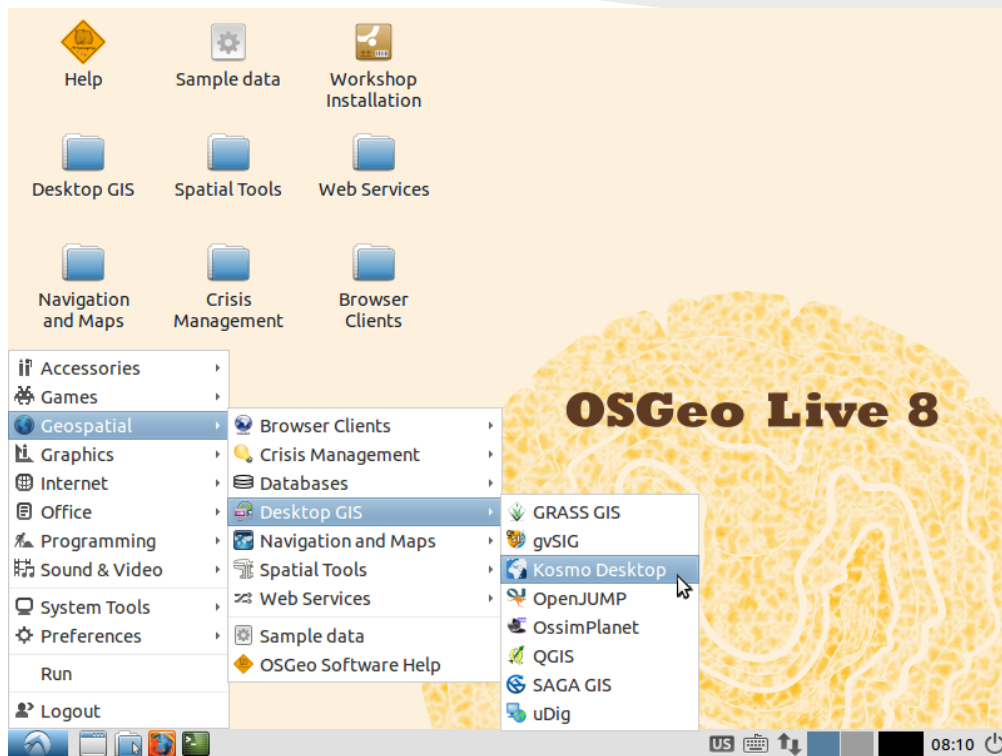 Help
Sample data
Workshop
Installation
Desktop GIS
Spatial Tools
Web Services
Navigation
and Maps
Crisis
Management
Browser
Clients
OSGeo Live 8
Accessories
Games
Geospatial
Graphics
Internet
Office
Programming
Sound & Video
System Tools
Preferences
Run
Logout
Browser Clients
Crisis Management
Databases
Desktop GIS
Navigation and Maps
Spatial Tools
Web Services
Sample data
OSGeo Software Help
GRASS GIS
gvSIG
Kosmo Desktop
OpenJUMP
OssimPlanet
QGIS
SAGA GIS
uDig
US
08:10